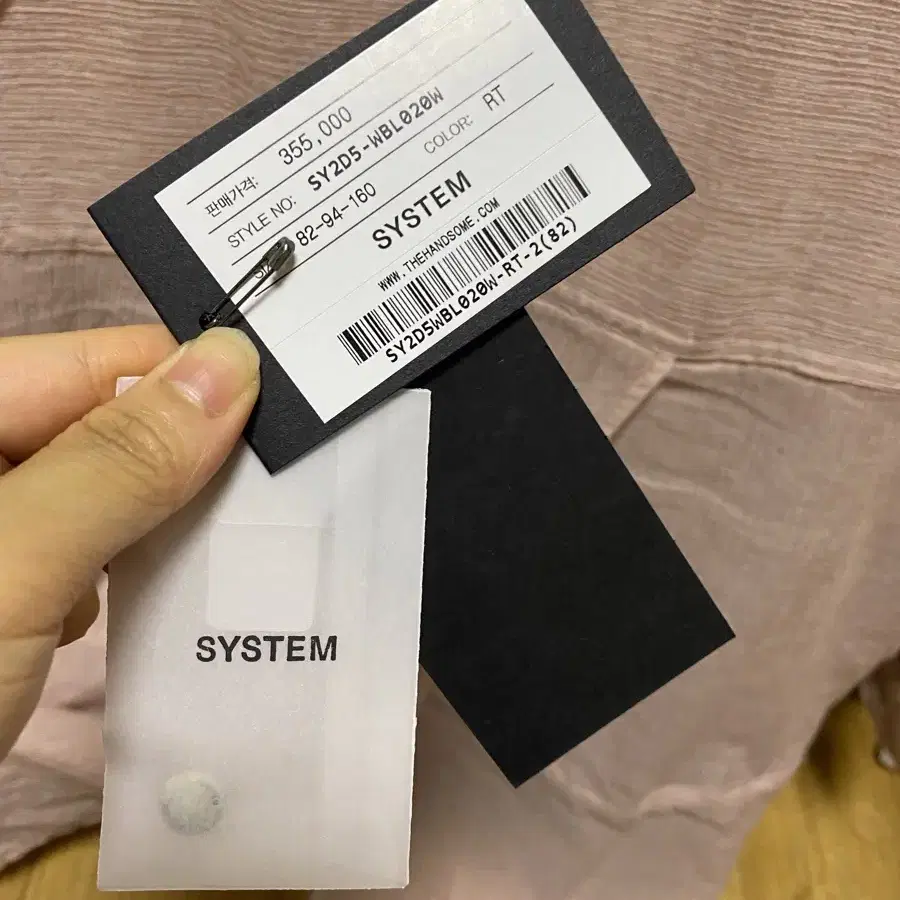 판매가격: 355,000
STYLE NO: SY2D5-WBL020W
82-94-160 COLOR: RT
SYSTEM
WWW.THEHANDSOME.COM
SY2D5WBL020W-RT-2(82)
SYSTEM